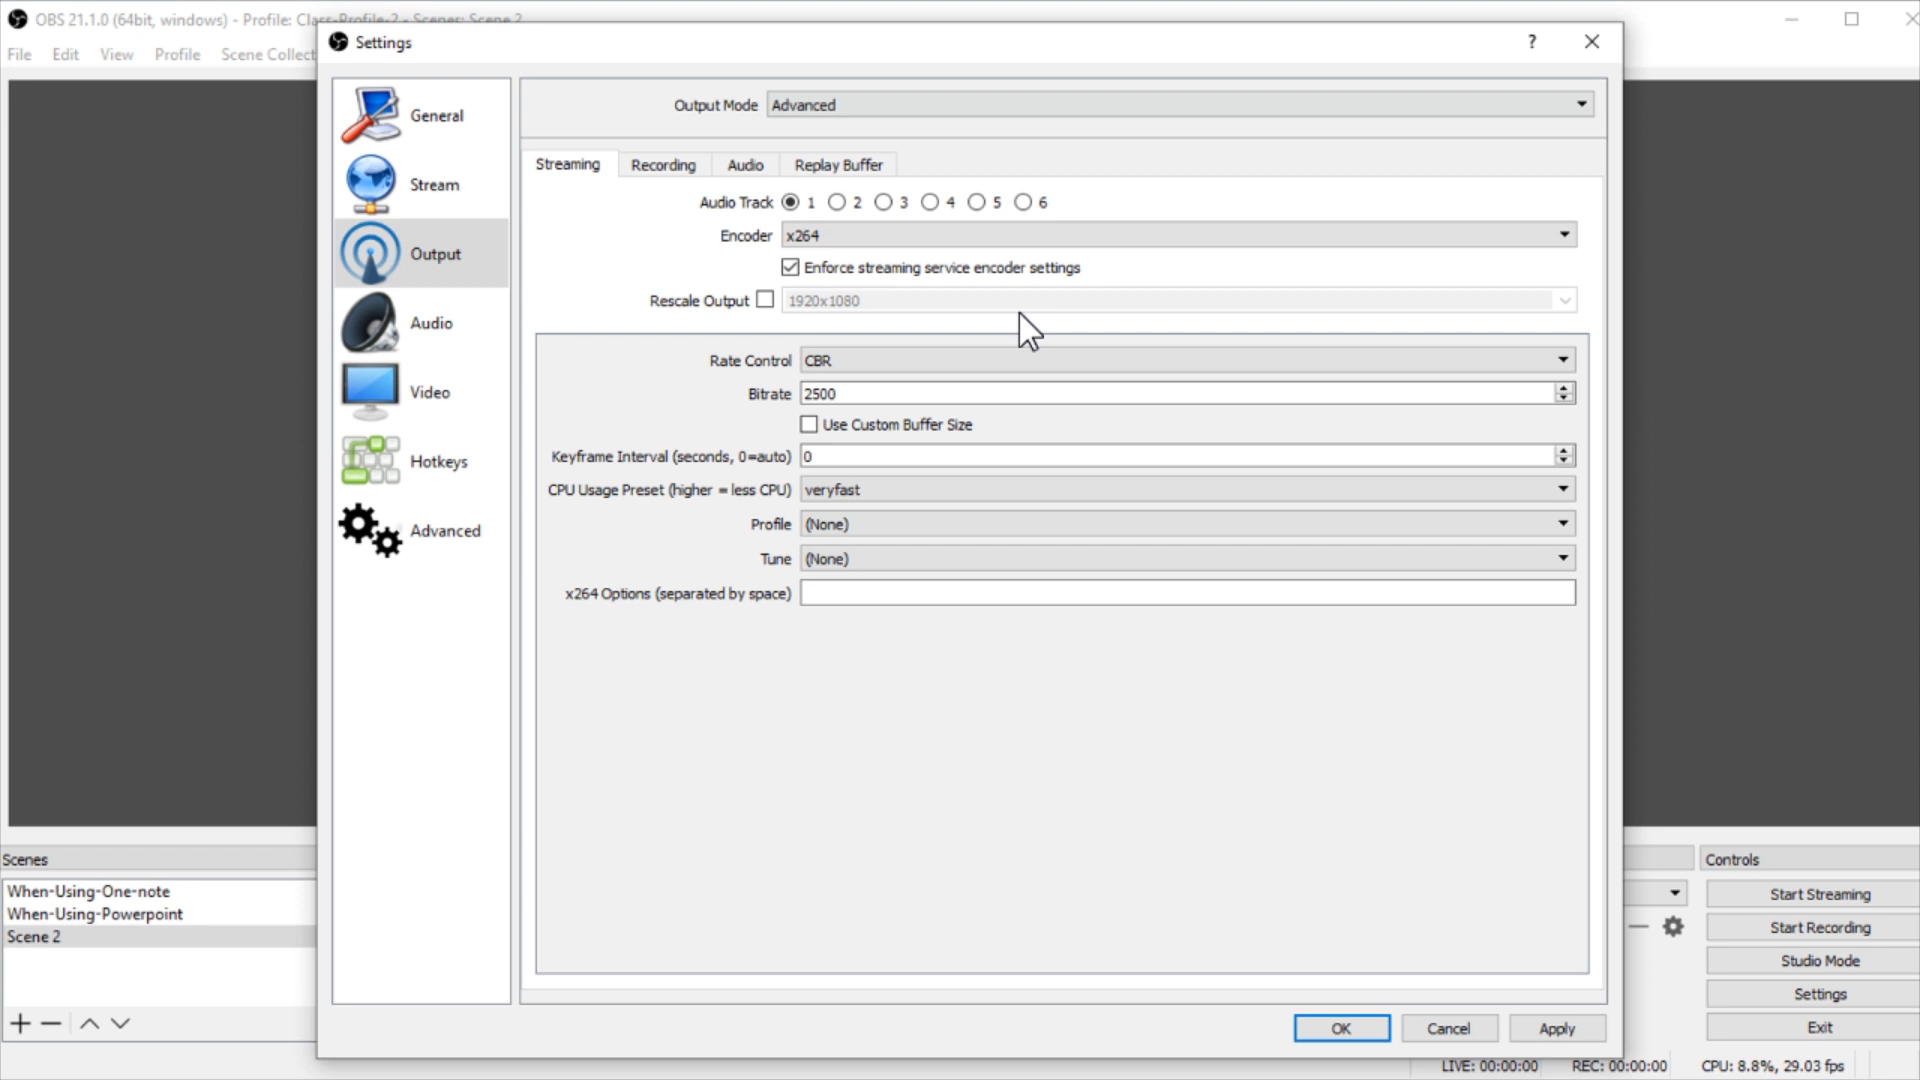 OBS 21.1.0 (64bit, windows) - Profile: Class-Profile-2 - Scenes: Scene 2
File Edit View Profile Scene Collect
Settings ?
General
Stream
Output
Audio
Video
Hotkeys
Advanced
Output Mode Advanced
Streaming Recording Audio Replay Buffer
Audio Track 1 2 3 4 5 6
Encoder x264
Enforce streaming service encoder settings
Rescale Output 1920x1080
Rate Control CBR
Bitrate 2500
Use Custom Buffer Size
Keyframe Interval (seconds, 0=auto) 0
CPU Usage Preset (higher = less CPU) veryfast
Profile (None)
Tune (None)
x264 Options (separated by space)
OK Cancel Apply
Scenes
When-Using-One-note
When-Using-Powerpoint
Scene 2
Controls
Start Streaming
Start Recording
Studio Mode
Settings
Exit
LIVE: 00:00:00 REC: 00:00:00 CPU: 8.8%, 29.03 fps